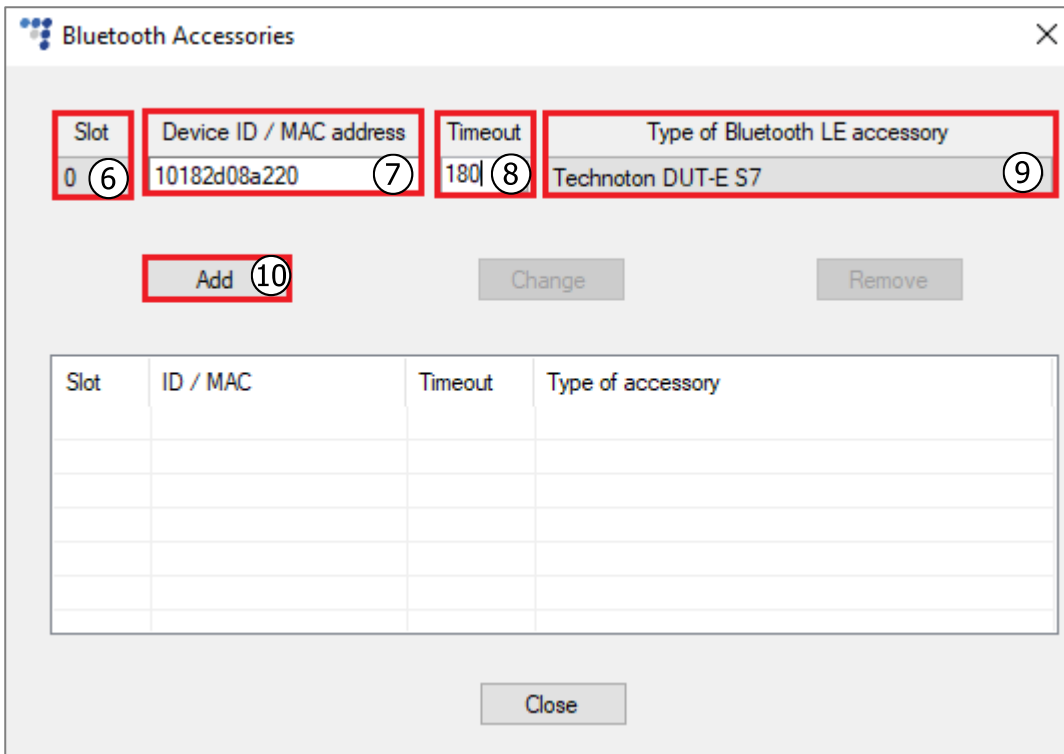 Bluetooth Accessories
Slot Device ID / MAC address Timeout Type of Bluetooth LE accessory
0 6 10182d08a220 7 180 8 Technoton DUT-E S7 9
Add 10 Change Remove
Slot ID / MAC Timeout Type of accessory
Close